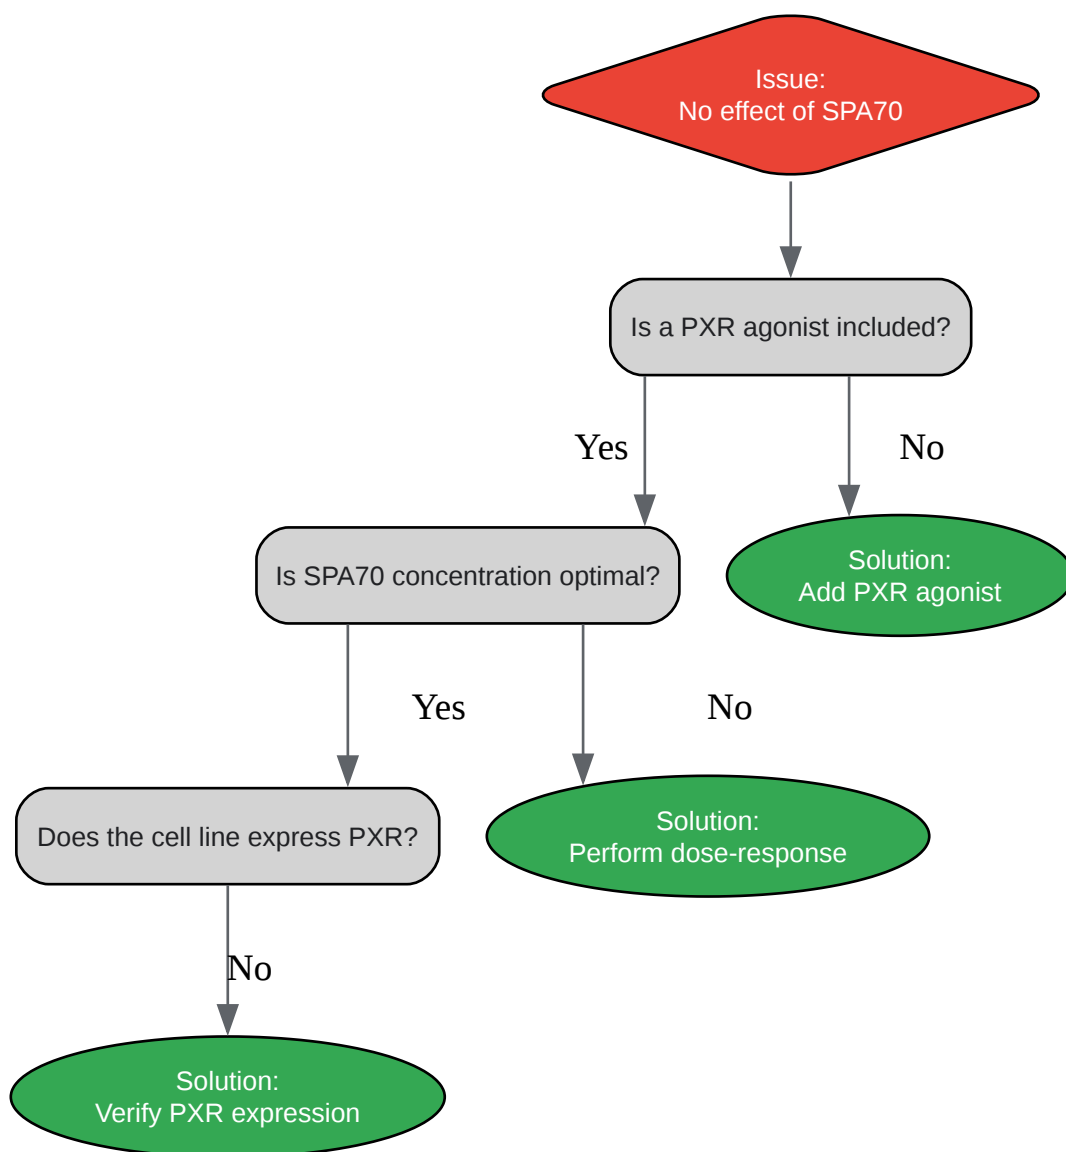 Issue:
No effect of SPA70
Is a PXR agonist included?
Yes
No
Is SPA70 concentration optimal?
Solution:
Add PXR agonist
Yes
No
Does the cell line express PXR?
Solution:
Perform dose-response
No
Solution:
Verify PXR expression